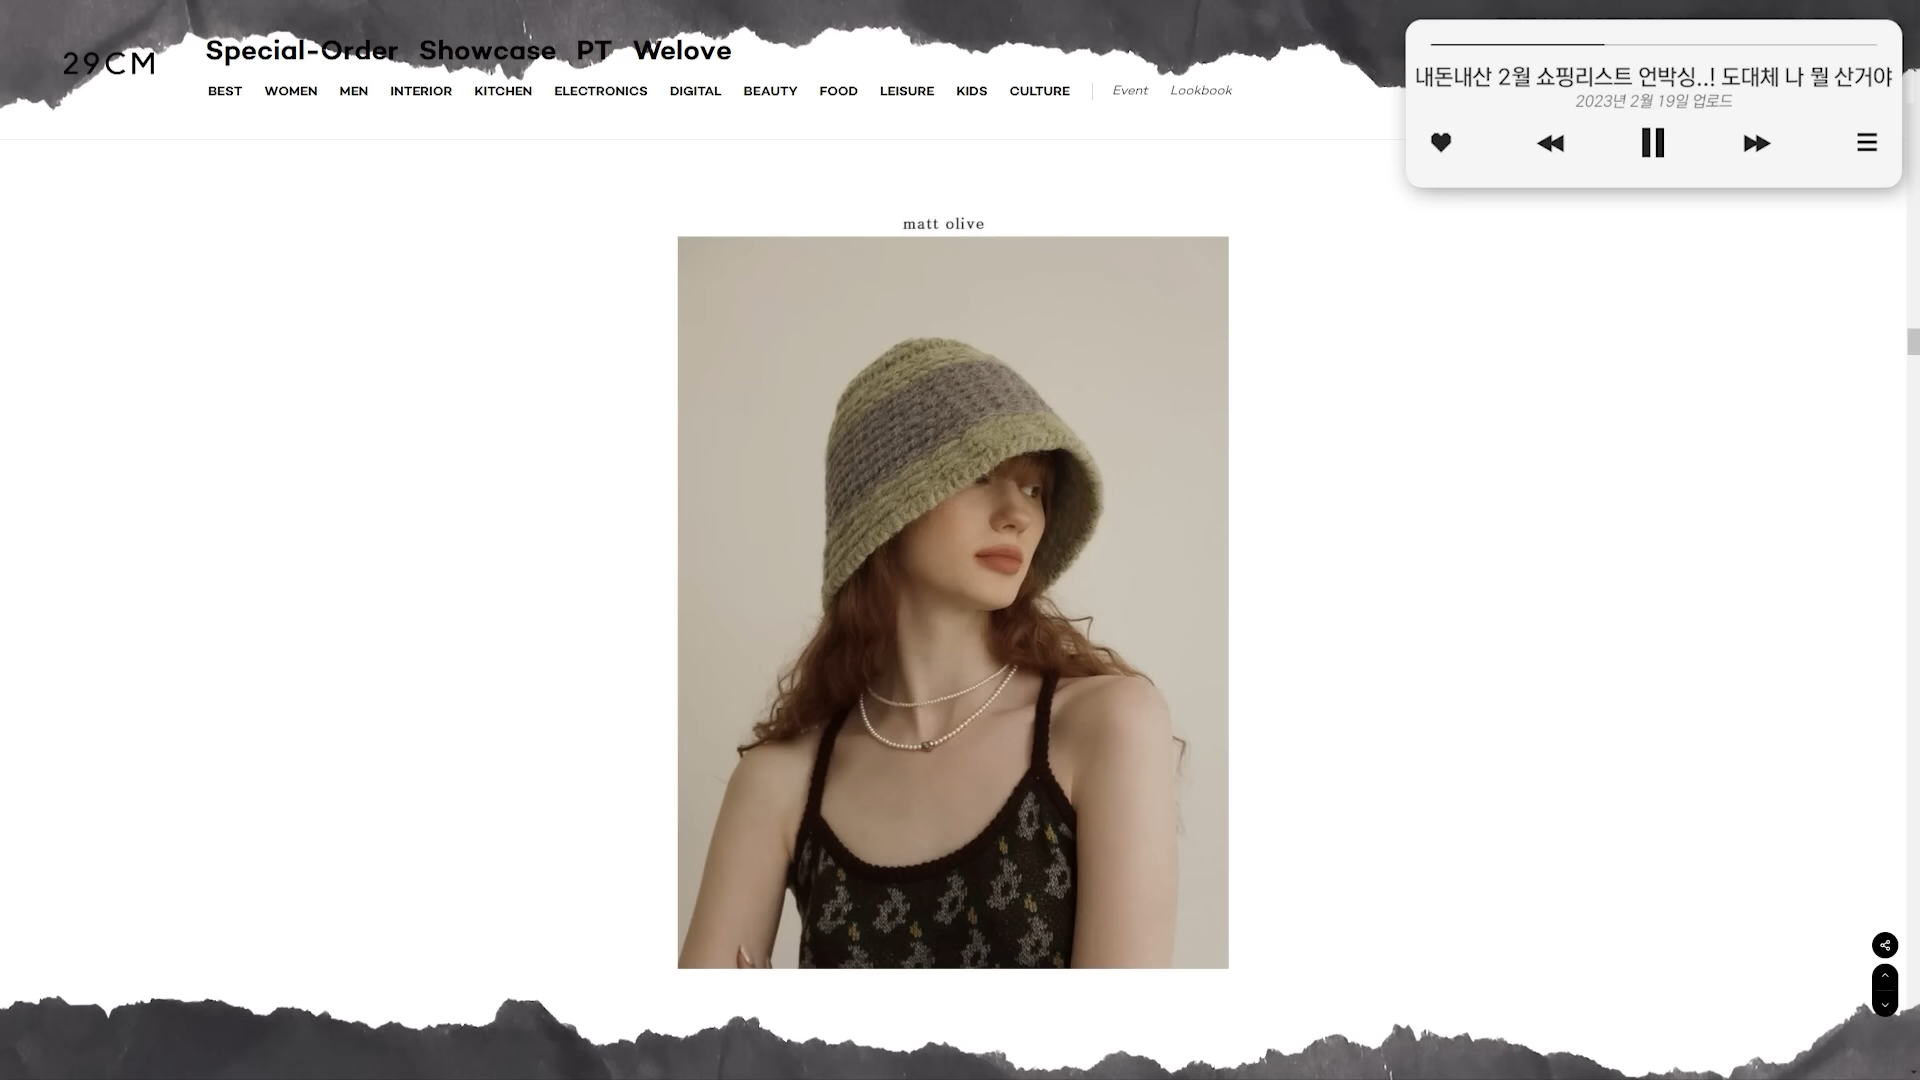 29CM
Special-Order Showcase PT Welove
BEST WOMEN MEN INTERIOR KITCHEN ELECTRONICS DIGITAL BEAUTY FOOD LEISURE KIDS CULTURE Event Lookbook
내돈내산 2월 쇼핑리스트 언박싱..! 도대체 나 뭘 산거야
2023년 2월 19일 업로드
matt olive